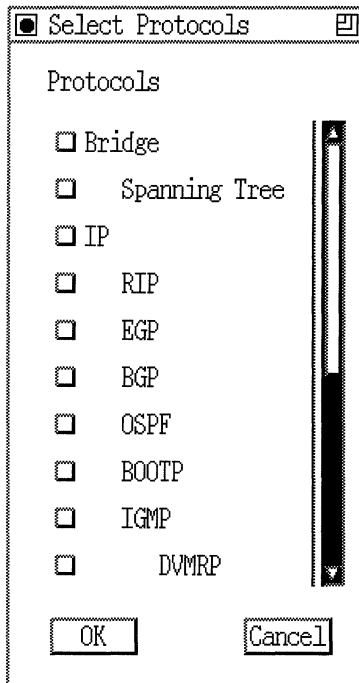 Select Protocols
Protocols
Bridge
Spanning Tree
IP
RIP
EGP
BGP
OSPF
BOOTP
IGMP
DVMRP
OK Cancel